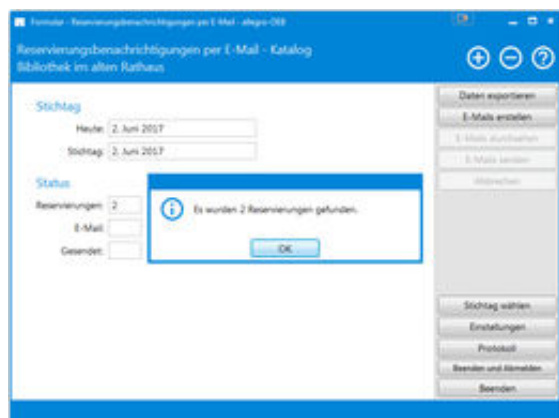 Formular - Reservierungsbenachrichtigungen per E-Mail - allegro-OEB
Reservierungsbenachrichtigungen per E-Mail - Katalog
Bibliothek im alten Rathaus
Stichtag
Heute: 2. Juni 2017
Stichtag: 2. Juni 2017
Status
Reservierungen: 2
E-Mail:
Gesendet:
Es wurden 2 Reservierungen gefunden.
OK
Daten exportieren
E-Mails erstellen
E-Mails durchsehen
E-Mails senden
Abbrechen
Stichtag wählen
Einstellungen
Protokoll
Beenden und Abmelden
Beenden